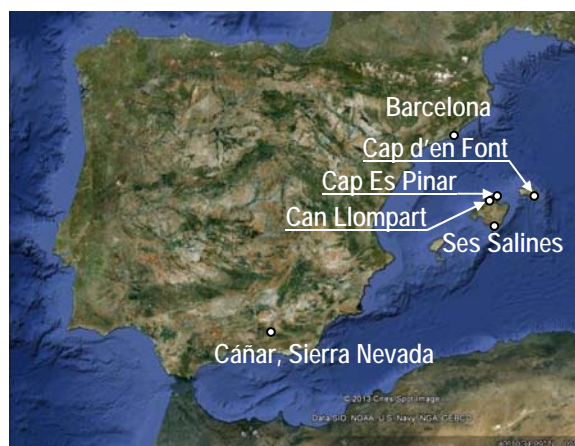 Barcelona
Cap d'en Font
Cap Es Pinar
Can Llompart
Ses Salines
Cáñar, Sierra Nevada
© 2013 Cnes Spot Image
Data SIO, NOAA, U.S. Navy, NGA, GEBCO